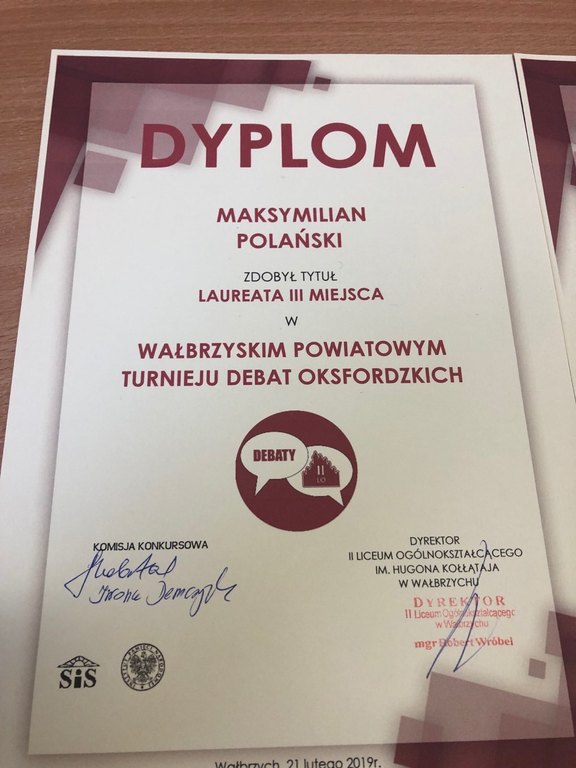 DYPLOM
MAKSYMILIAN
POLAŃSKI
ZDOBYŁ TYTUŁ
LAUREATA III MIEJSCA
W
WAŁBRZYSKIM POWIATOWYM
TURNIEJU DEBAT OKSFORDZKICH
DEBATY
II
LO
KOMISJA KONKURSOWA
DYREKTOR
II LICEUM OGÓLNOKSZTAŁCĄCEGO
IM. HUGONA KOŁŁĄTAJA
W WAŁBRZYCHU
DYREKTOR
II Liceum Ogólnokształcącego
w Wałbrzychu
mgr Robert Wróbel
SiS
Wałbrzych, 21 lutego 2019r.